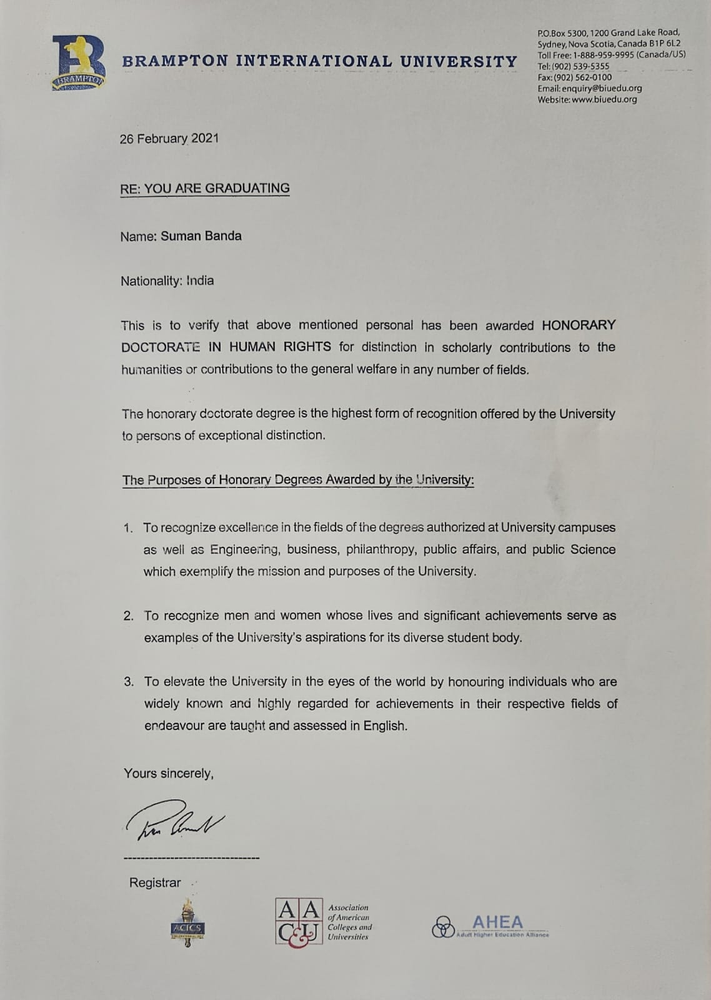 BRAMPTON
BRAMPTON INTERNATIONAL UNIVERSITY
P.O.Box 5300, 1200 Grand Lake Road,
Sydney, Nova Scotia, Canada B1P 6L2
Toll Free: 1-888-959-9995 (Canada/US)
Tel: (902) 539-5355
Fax: (902) 562-0100
Email: enquiry@biuedu.org
Website: www.biuedu.org
26 February 2021
RE: YOU ARE GRADUATING
Name: Suman Banda
Nationality: India
This is to verify that above mentioned personal has been awarded HONORARY
DOCTORATE IN HUMAN RIGHTS for distinction in scholarly contributions to the
humanities or contributions to the general welfare in any number of fields.
The honorary doctorate degree is the highest form of recognition offered by the University
to persons of exceptional distinction.
The Purposes of Honorary Degrees Awarded by the University:
1. To recognize excellence in the fields of the degrees authorized at University campuses
as well as Engineering, business, philanthropy, public affairs, and public Science
which exemplify the mission and purposes of the University.
2. To recognize men and women whose lives and significant achievements serve as
examples of the University's aspirations for its diverse student body.
3. To elevate the University in the eyes of the world by honouring individuals who are
widely known and highly regarded for achievements in their respective fields of
endeavour are taught and assessed in English.
Yours sincerely,
-------------------------------
Registrar
ACICS
AAC&U
Association
of American
Colleges and
Universities
AHEA
Adult Higher Education Alliance